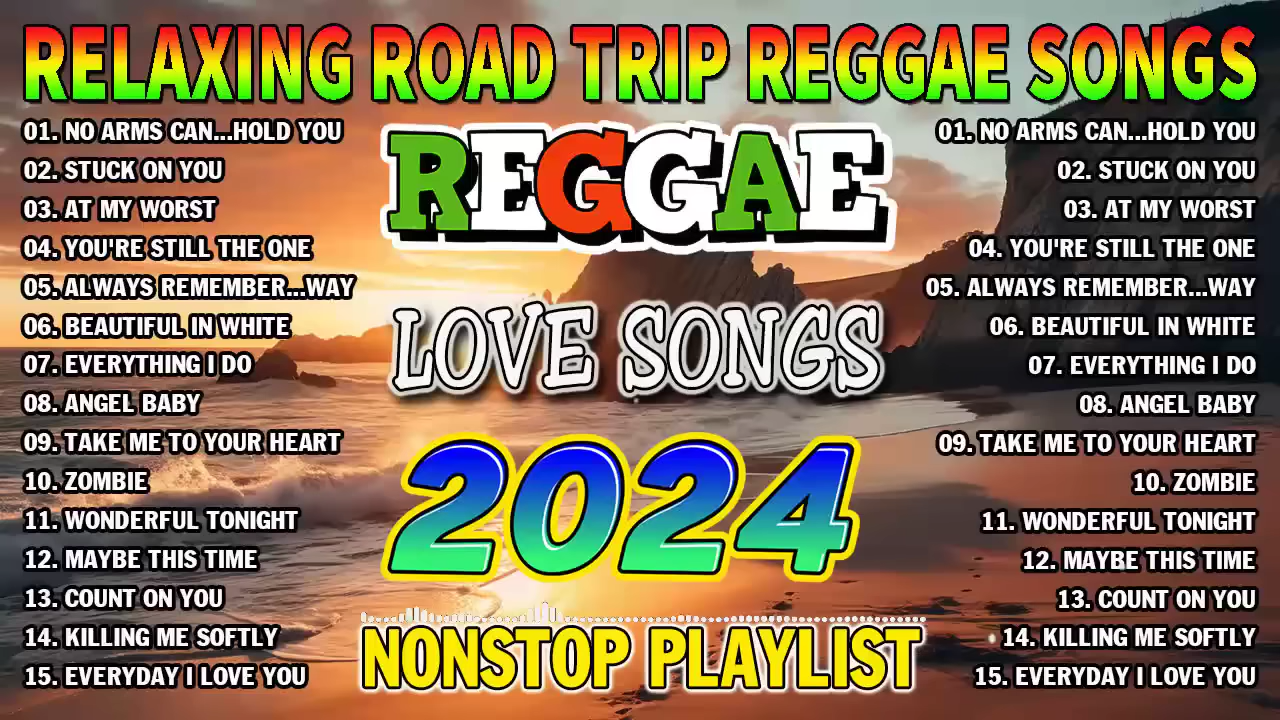 RELAXING ROAD TRIP REGGAE SONGS
01. NO ARMS CAN...HOLD YOU
02. STUCK ON YOU
03. AT MY WORST
04. YOU'RE STILL THE ONE
05. ALWAYS REMEMBER...WAY
06. BEAUTIFUL IN WHITE
07. EVERYTHING I DO
08. ANGEL BABY
09. TAKE ME TO YOUR HEART
10. ZOMBIE
11. WONDERFUL TONIGHT
12. MAYBE THIS TIME
13. COUNT ON YOU
14. KILLING ME SOFTLY
15. EVERYDAY I LOVE YOU
REGGAE
LOVE SONGS
2024
NONSTOP PLAYLIST
01. NO ARMS CAN...HOLD YOU
02. STUCK ON YOU
03. AT MY WORST
04. YOU'RE STILL THE ONE
05. ALWAYS REMEMBER...WAY
06. BEAUTIFUL IN WHITE
07. EVERYTHING I DO
08. ANGEL BABY
09. TAKE ME TO YOUR HEART
10. ZOMBIE
11. WONDERFUL TONIGHT
12. MAYBE THIS TIME
13. COUNT ON YOU
14. KILLING ME SOFTLY
15. EVERYDAY I LOVE YOU